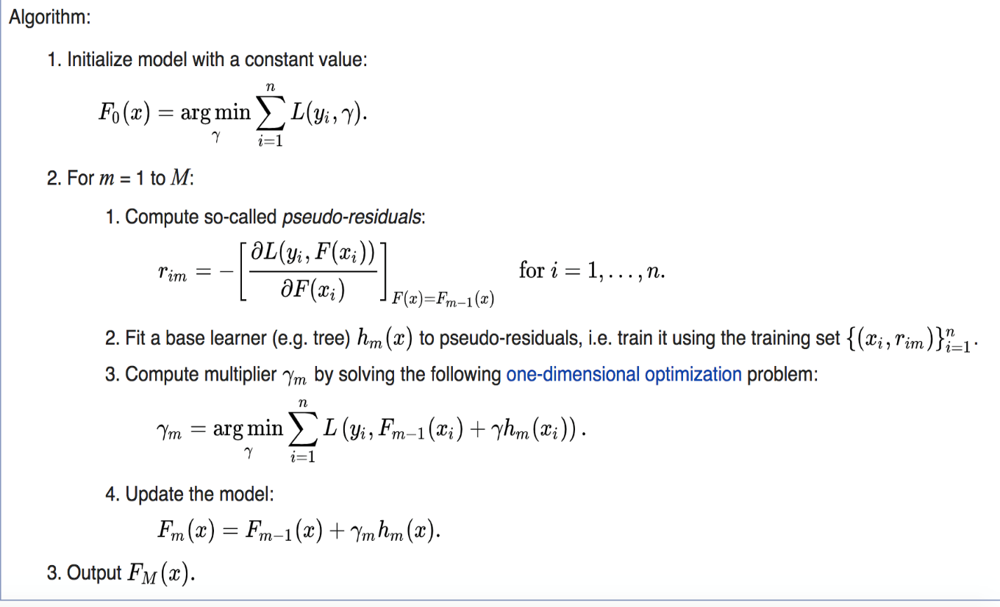 Algorithm:
1. Initialize model with a constant value:
$F_0(x) = \underset{\gamma}{\arg\min} \sum_{i=1}^{n} L(y_i, \gamma).$
2. For m = 1 to M:
1. Compute so-called pseudo-residuals:
$r_{im} = -\left[\frac{\partial L(y_i, F(x_i))}{\partial F(x_i)}\right]_{F(x)=F_{m-1}(x)} \quad \text{for } i = 1, \ldots, n.$
2. Fit a base learner (e.g. tree) $h_m(x)$ to pseudo-residuals, i.e. train it using the training set $\{(x_i, r_{im})\}_{i=1}^{n}$.
3. Compute multiplier $\gamma_m$ by solving the following one-dimensional optimization problem:
$\gamma_m = \underset{\gamma}{\arg\min} \sum_{i=1}^{n} L\left(y_i, F_{m-1}(x_i) + \gamma h_m(x_i)\right).$
4. Update the model:
$F_m(x) = F_{m-1}(x) + \gamma_m h_m(x).$
3. Output $F_M(x).$